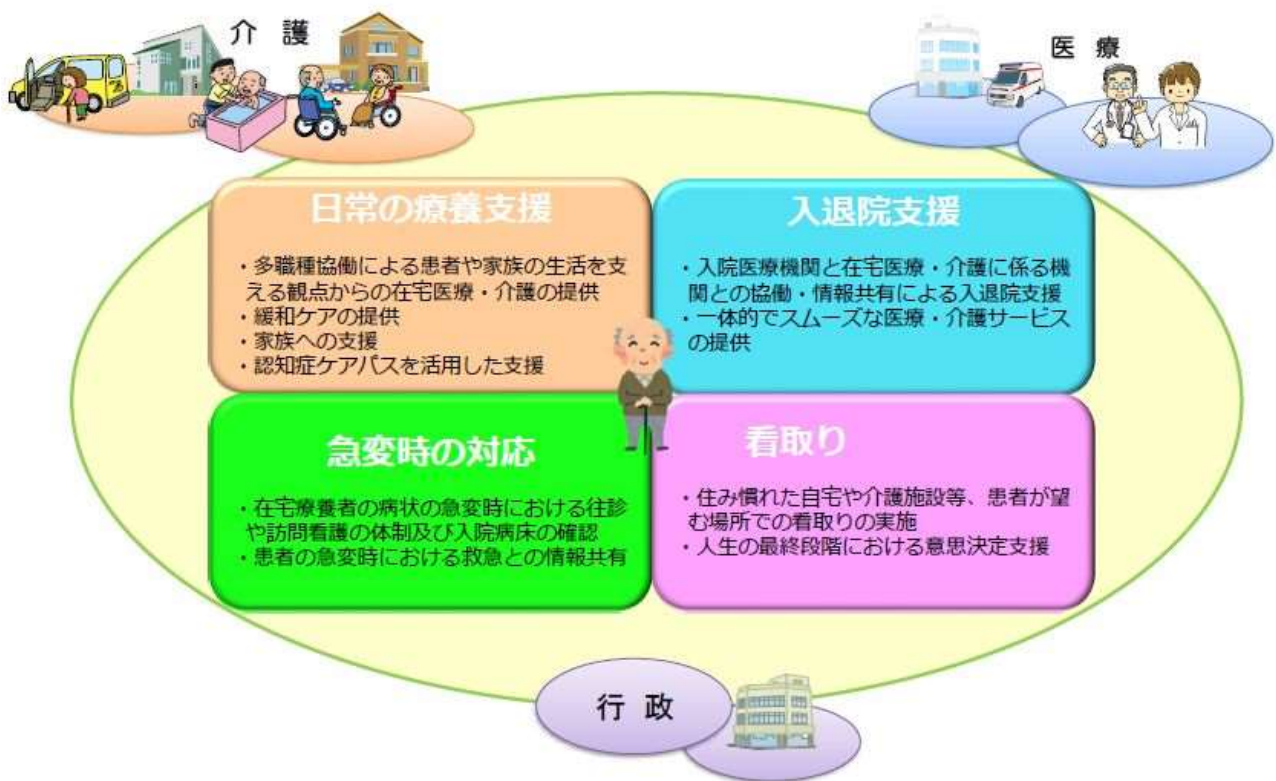 介 護
医 療
日常の療養支援
・多職種協働による患者や家族の生活を支
える観点からの在宅医療・介護の提供
・緩和ケアの提供
・家族への支援
・認知症ケアパスを活用した支援
入退院支援
・入院医療機関と在宅医療・介護に係る機
関との協働・情報共有による入退院支援
・一体的でスムーズな医療・介護サービス
の提供
急変時の対応
・在宅療養者の病状の急変時における往診
や訪問看護の体制及び入院病床の確認
・患者の急変時における救急との情報共有
看取り
・住み慣れた自宅や介護施設等、患者が望
む場所での看取りの実施
・人生の最終段階における意思決定支援
行 政